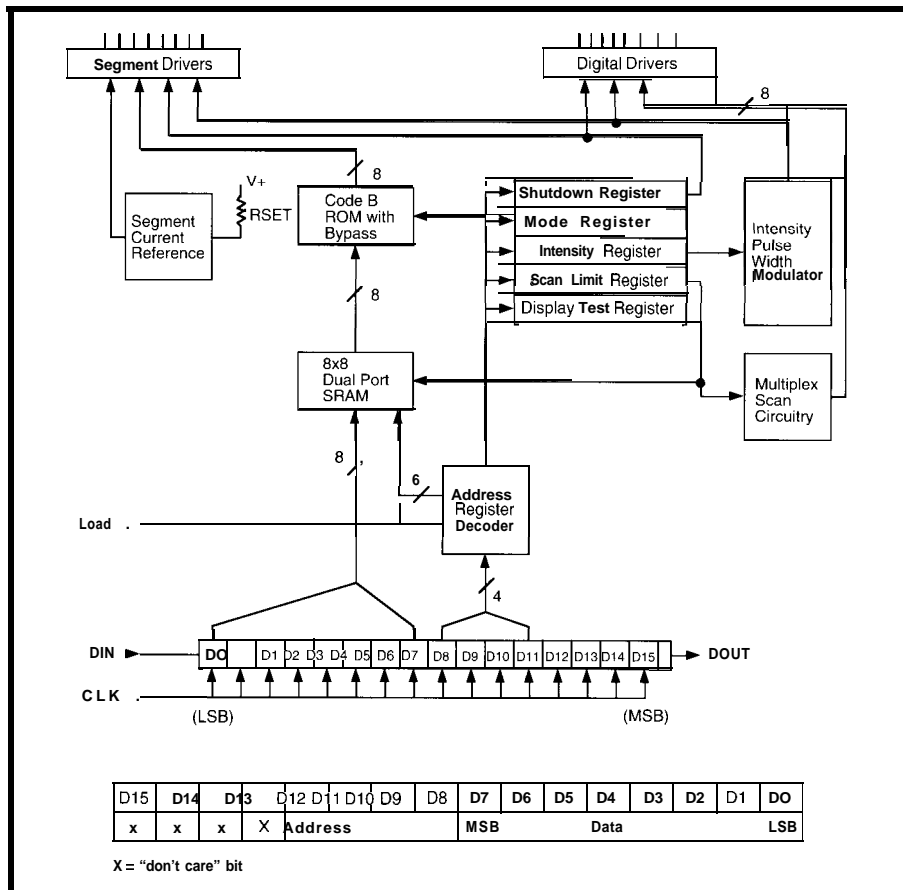 Segment Drivers
Digital Drivers
8
8
V+
RSET
Segment
Current
Reference
Code B
ROM with
Bypass
Shutdown Register
Mode Register
Intensity Register
Scan Limit Register
Display Test Register
Intensity
Pulse
Width
Modulator
8
8x8
Dual Port
SRAM
Multiplex
Scan
Circuitry
8
6
Address
Register
Decoder
Load .
4
DIN
DO D1 D2 D3 D4 D5 D6 D7 D8 D9 D10 D11 D12 D13 D14 D15
DOUT
CLK .
(LSB)
(MSB)
D15 D14 D13 D12 D11 D10 D9 D8 D7 D6 D5 D4 D3 D2 D1 DO
x x x X Address MSB Data LSB
X = “don't care” bit